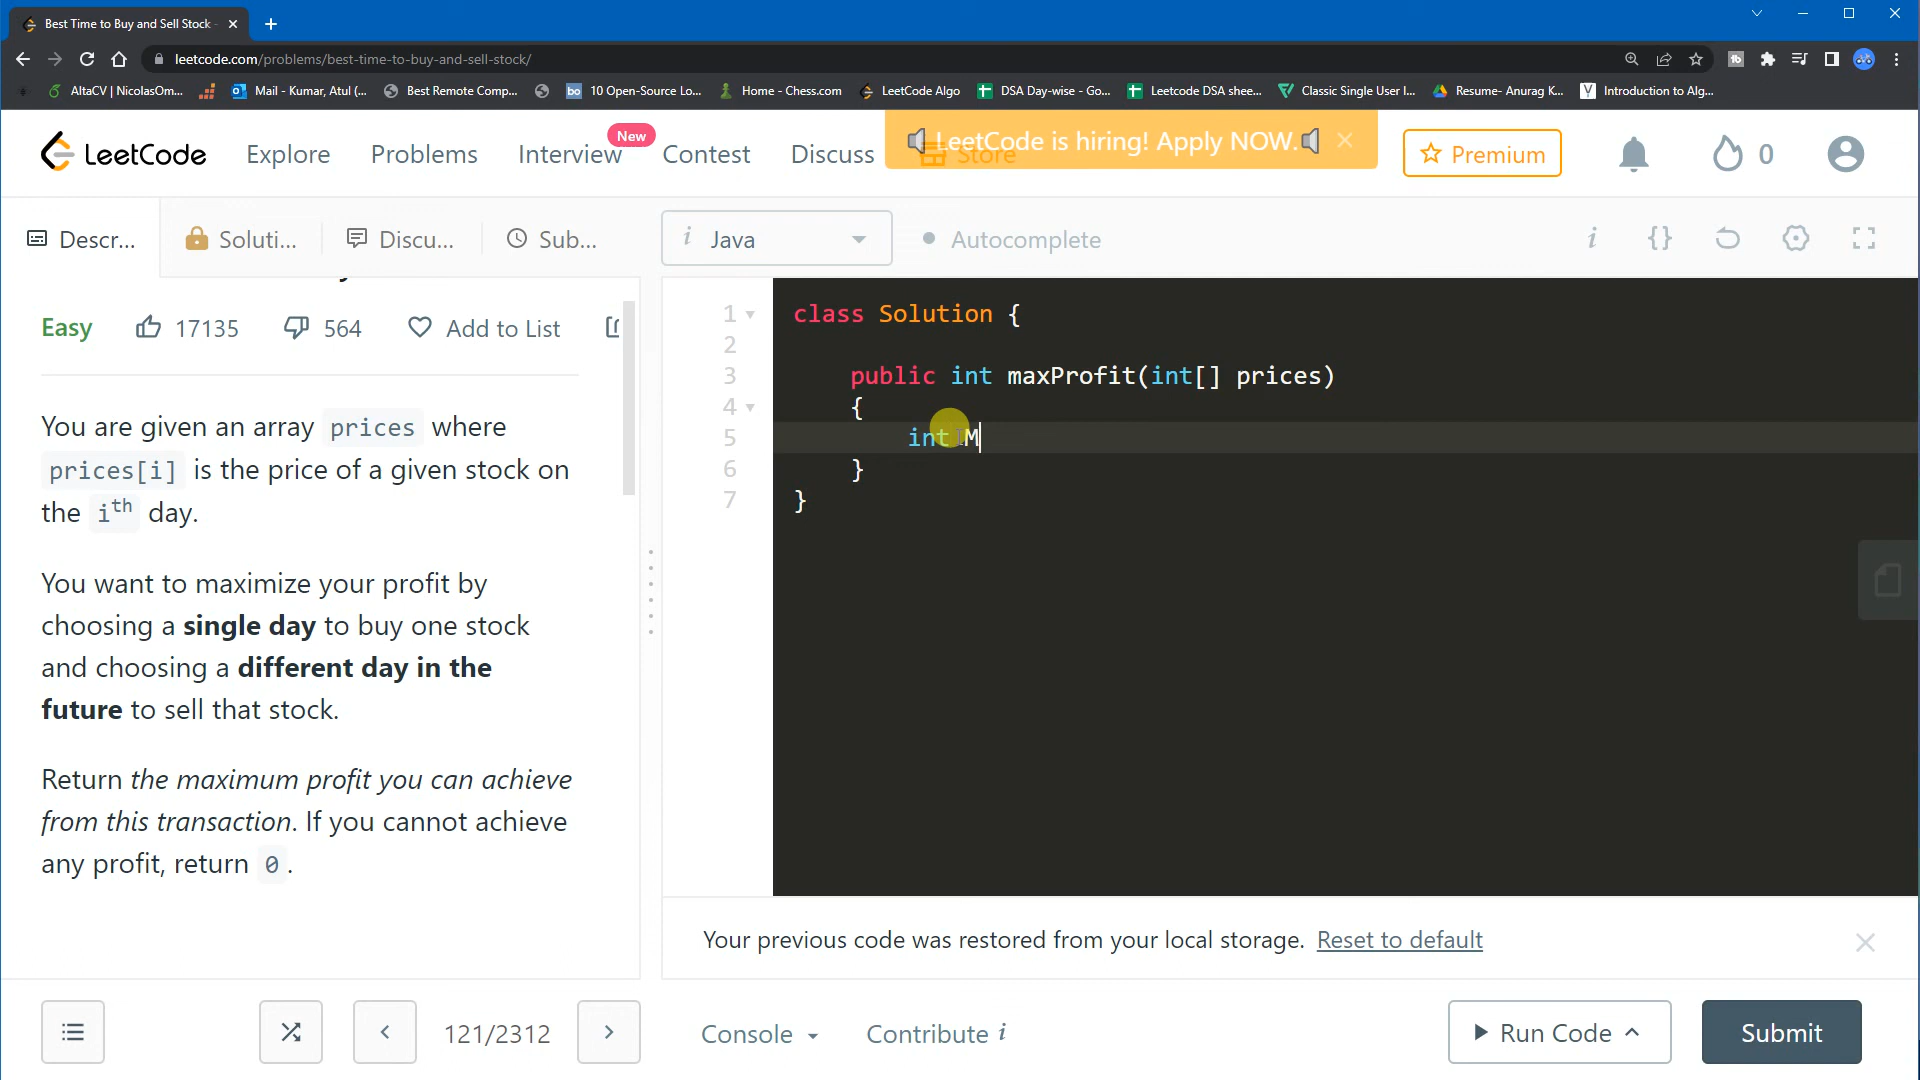 Best Time to Buy and Sell Stock -
leetcode.com/problems/best-time-to-buy-and-sell-stock/
AltaCV | NicolasOm...
Mail - Kumar, Atul (...
Best Remote Comp...
bo 10 Open-Source Lo...
Home - Chess.com
LeetCode Algo
DSA Day-wise - Go...
Leetcode DSA shee...
Classic Single User I...
Resume- Anurag K...
Introduction to Alg...
LeetCode
Explore
Problems
Interview
New
Contest
Discuss
Store
LeetCode is hiring! Apply NOW.
Premium
0
Descr...
Soluti...
Discu...
Sub...
i Java
Autocomplete
i {}
Easy 17135 564 Add to List
You are given an array prices where
prices[i] is the price of a given stock on
the ith day.
You want to maximize your profit by
choosing a single day to buy one stock
and choosing a different day in the
future to sell that stock.
Return the maximum profit you can achieve
from this transaction. If you cannot achieve
any profit, return 0.
1 class Solution {
2
3 public int maxProfit(int[] prices)
4 {
5 int M
6 }
7 }
Your previous code was restored from your local storage. Reset to default
121/2312
Console
Contribute i
Run Code
Submit